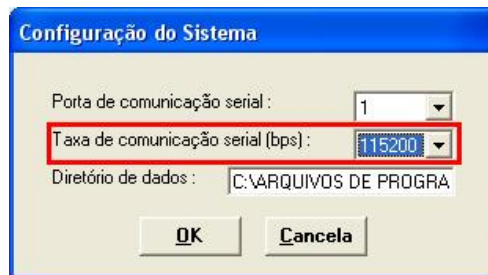 Configuração do Sistema
Porta de comunicação serial : 1
Taxa de comunicação serial (bps) : 115200
Diretório de dados : C:\ARQUIVOS DE PROGRA
OK Cancela